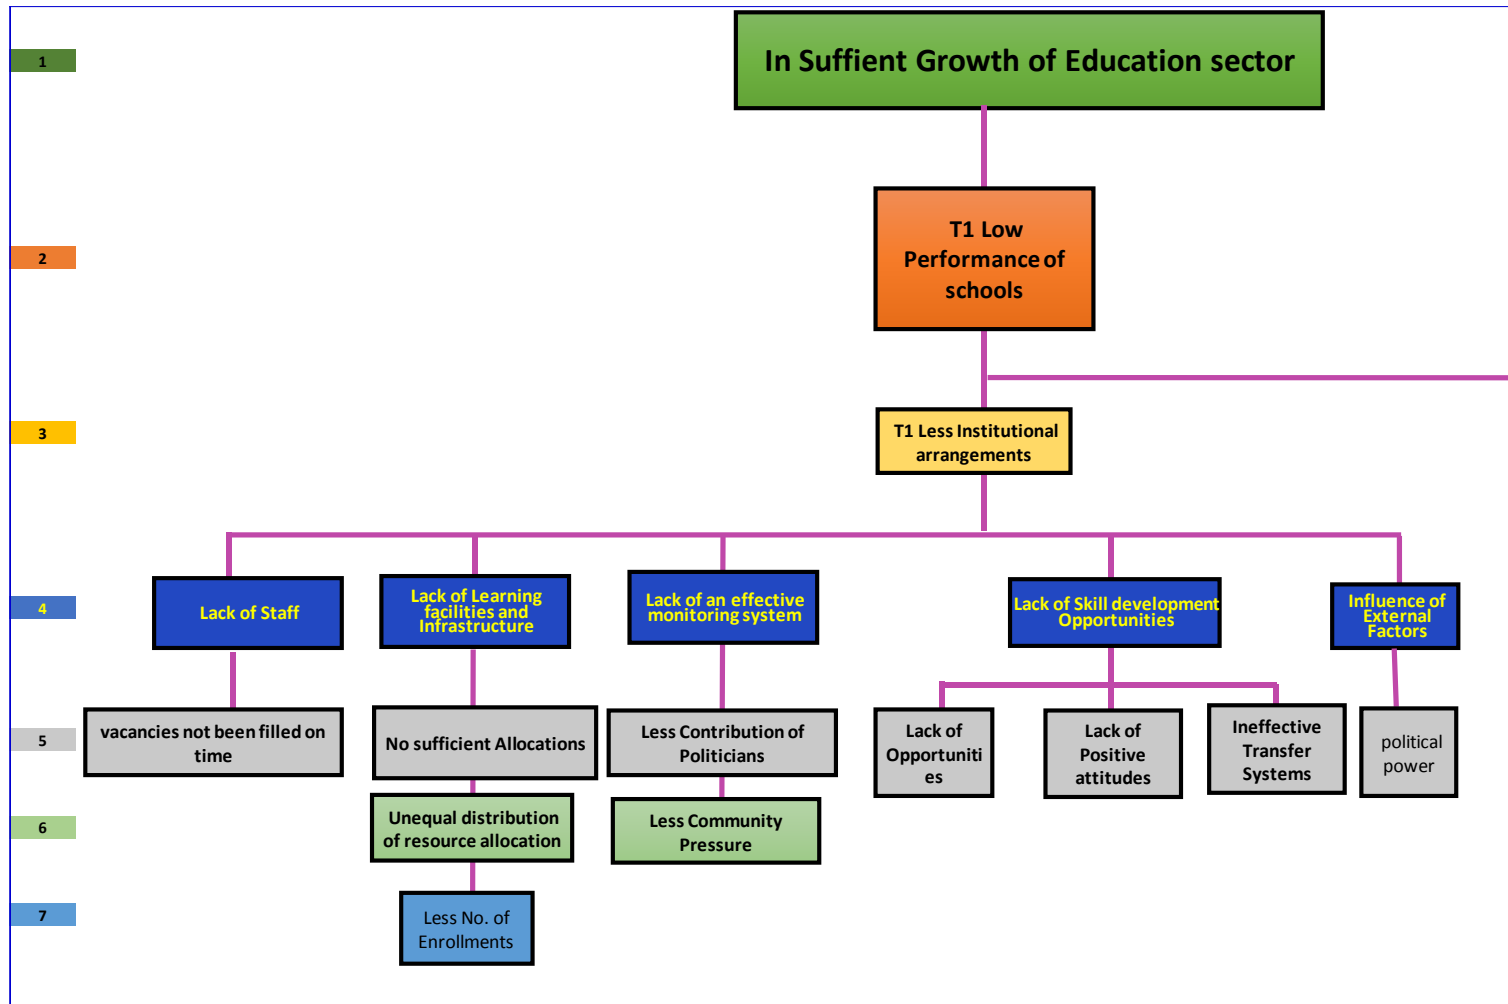 1
In Suffient Growth of Education sector
2
T1 Low
Performance of
schools
3
T1 Less Institutional
arrangements
4
Lack of Staff
Lack of Learning
facilities and
Infrastructure
Lack of an effective
monitoring system
Lack of Skill development
Opportunities
Influence of
External
Factors
5
vacancies not been filled on
time
No sufficient Allocations
Less Contribution of
Politicians
Lack of
Opportuniti
es
Lack of
Positive
attitudes
Ineffective
Transfer
Systems
political
power
6
Unequal distribution
of resource allocation
Less Community
Pressure
7
Less No. of
Enrollments